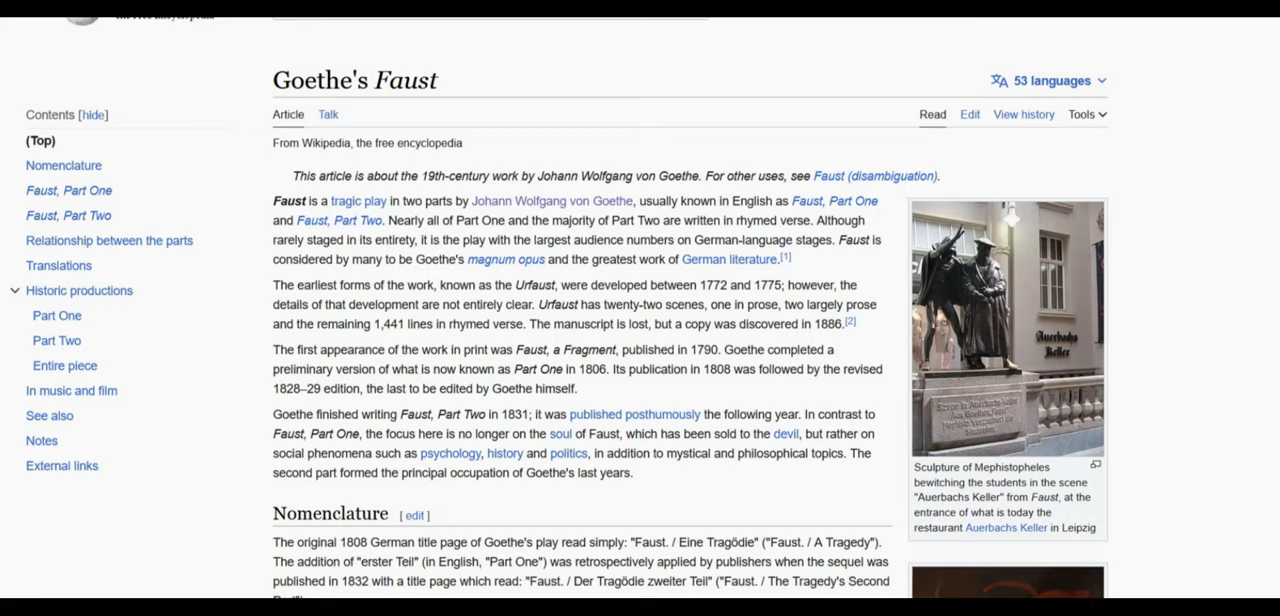 Goethe's Faust
53 languages
Contents [hide]
(Top)
Nomenclature
Faust, Part One
Faust, Part Two
Relationship between the parts
Translations
Historic productions
Part One
Part Two
Entire piece
In music and film
See also
Notes
External links
Article Talk
Read Edit View history Tools
From Wikipedia, the free encyclopedia
This article is about the 19th-century work by Johann Wolfgang von Goethe. For other uses, see Faust (disambiguation).
Faust is a tragic play in two parts by Johann Wolfgang von Goethe, usually known in English as Faust, Part One
and Faust, Part Two. Nearly all of Part One and the majority of Part Two are written in rhymed verse. Although
rarely staged in its entirety, it is the play with the largest audience numbers on German-language stages. Faust is
considered by many to be Goethe's magnum opus and the greatest work of German literature.[1]
The earliest forms of the work, known as the Urfaust, were developed between 1772 and 1775; however, the
details of that development are not entirely clear. Urfaust has twenty-two scenes, one in prose, two largely prose
and the remaining 1,441 lines in rhymed verse. The manuscript is lost, but a copy was discovered in 1886.[2]
The first appearance of the work in print was Faust, a Fragment, published in 1790. Goethe completed a
preliminary version of what is now known as Part One in 1806. Its publication in 1808 was followed by the revised
1828–29 edition, the last to be edited by Goethe himself.
Goethe finished writing Faust, Part Two in 1831; it was published posthumously the following year. In contrast to
Faust, Part One, the focus here is no longer on the soul of Faust, which has been sold to the devil, but rather on
social phenomena such as psychology, history and politics, in addition to mystical and philosophical topics. The
second part formed the principal occupation of Goethe's last years.
Auerbachs
Keller
Sculpture of Mephistopheles
bewitching the students in the scene
"Auerbachs Keller" from Faust, at the
entrance of what is today the
restaurant Auerbachs Keller in Leipzig
Nomenclature [ edit ]
The original 1808 German title page of Goethe's play read simply: "Faust. / Eine Tragödie" ("Faust. / A Tragedy").
The addition of "erster Teil" (in English, "Part One") was retrospectively applied by publishers when the sequel was
published in 1832 with a title page which read: "Faust. / Der Tragödie zweiter Teil" ("Faust. / The Tragedy's Second